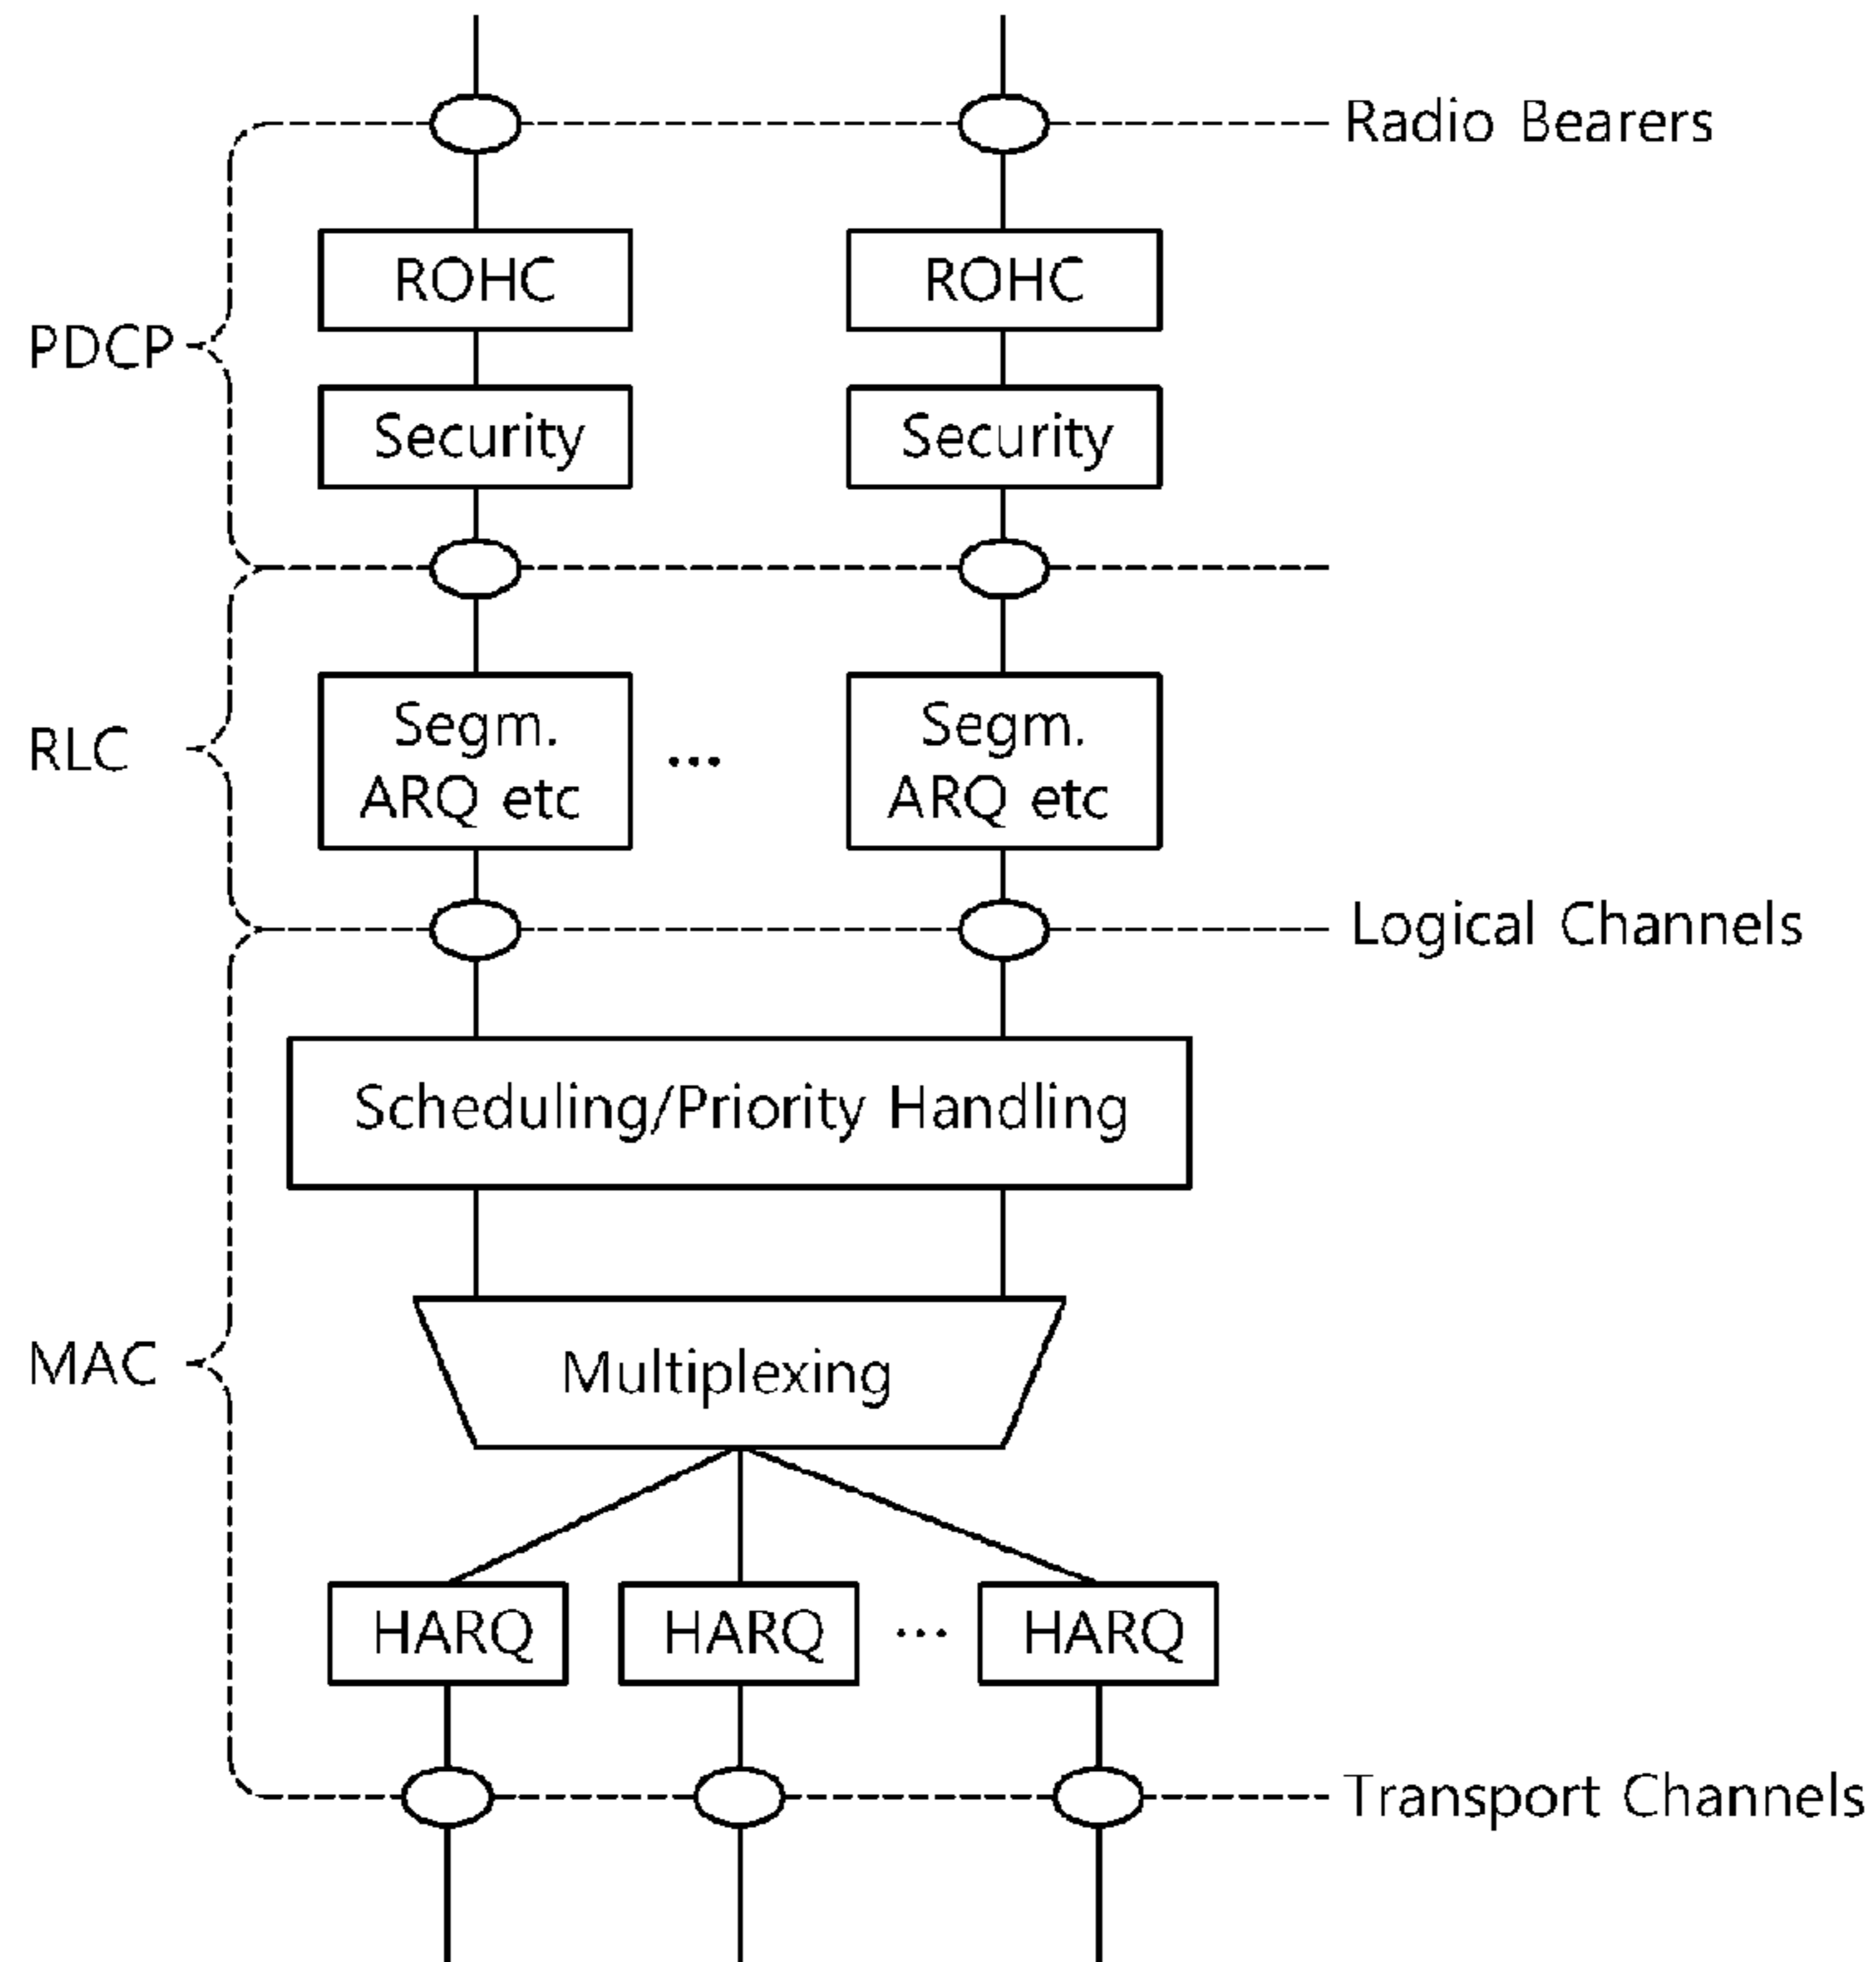 Radio Bearers
ROHC
ROHC
PDCP
Security
Security
Segm.
ARQ etc
...
Segm.
ARQ etc
RLC
Logical Channels
Scheduling/Priority Handling
MAC
Multiplexing
HARQ
HARQ
...
HARQ
Transport Channels